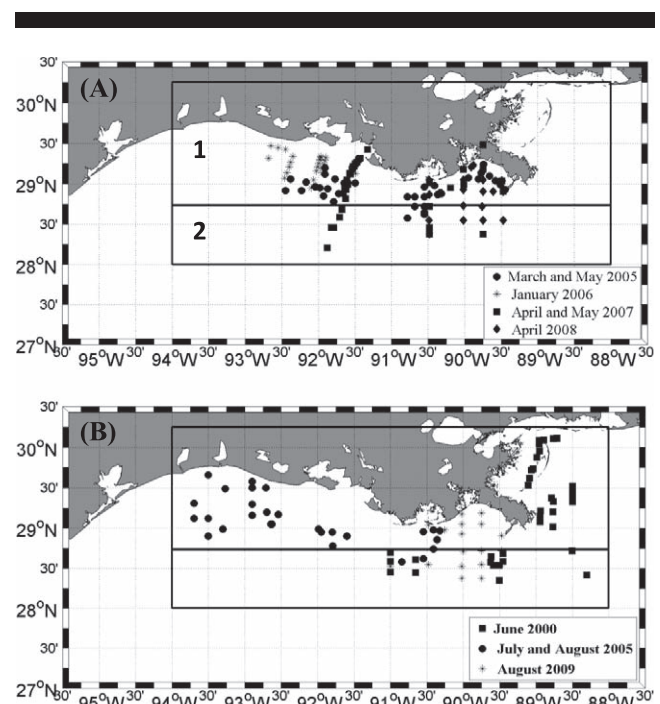 (A)
30'
30°N
30'
29°N
30'
28°N
30'
27°N
1
2
March and May 2005
January 2006
April and May 2007
April 2008
30' 95°W 30' 94°W 30' 93°W 30' 92°W 30' 91°W 30' 90°W 30' 89°W 30' 88°W 30'
(B)
30'
30°N
30'
29°N
30'
28°N
30'
27°N
June 2000
July and August 2005
August 2009
30' 95°W 30' 94°W 30' 93°W 30' 92°W 30' 91°W 30' 90°W 30' 89°W 30' 88°W 30'